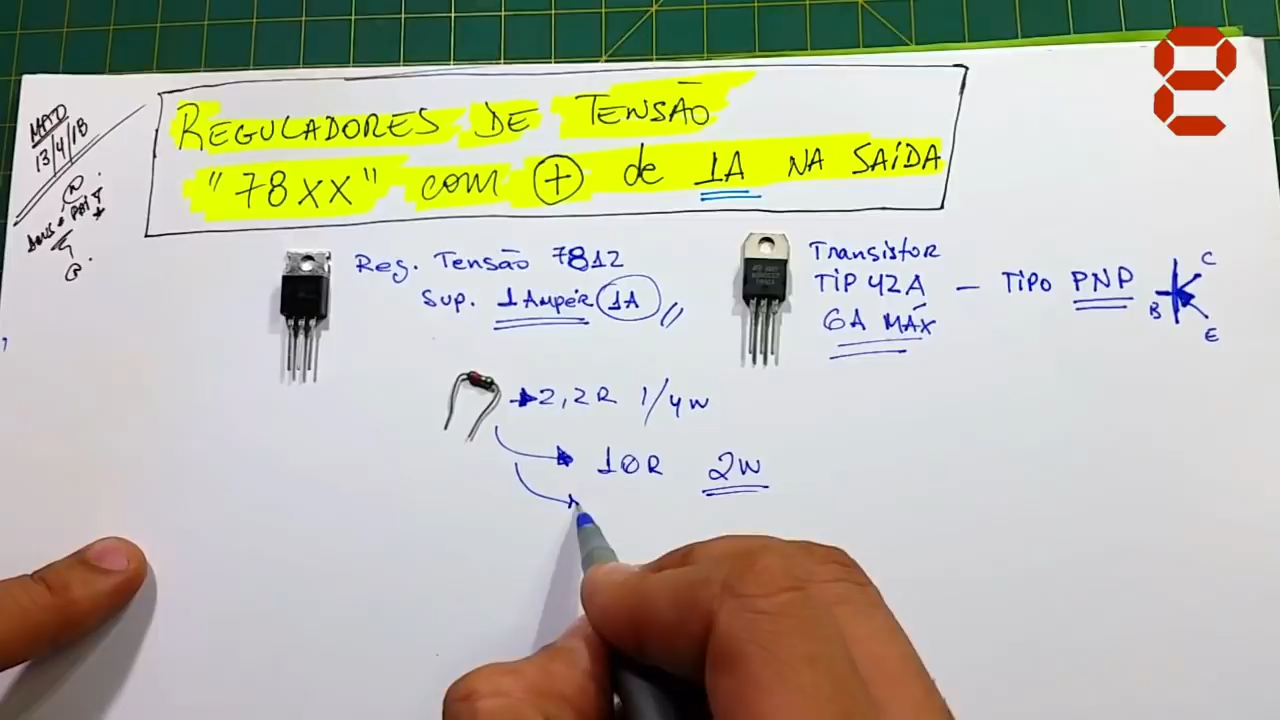 MATO
13/4/18
REGULADORES DE TENSÃO
"78XX" com + de 1A NA SAÍDA
Reg. Tensão 7812
Sup. 1 Ampér 1A
Transistor
TIP 42A — TIPO PNP
6A MÁX
B
C
E
2,2R 1/4W
10R 2W
e